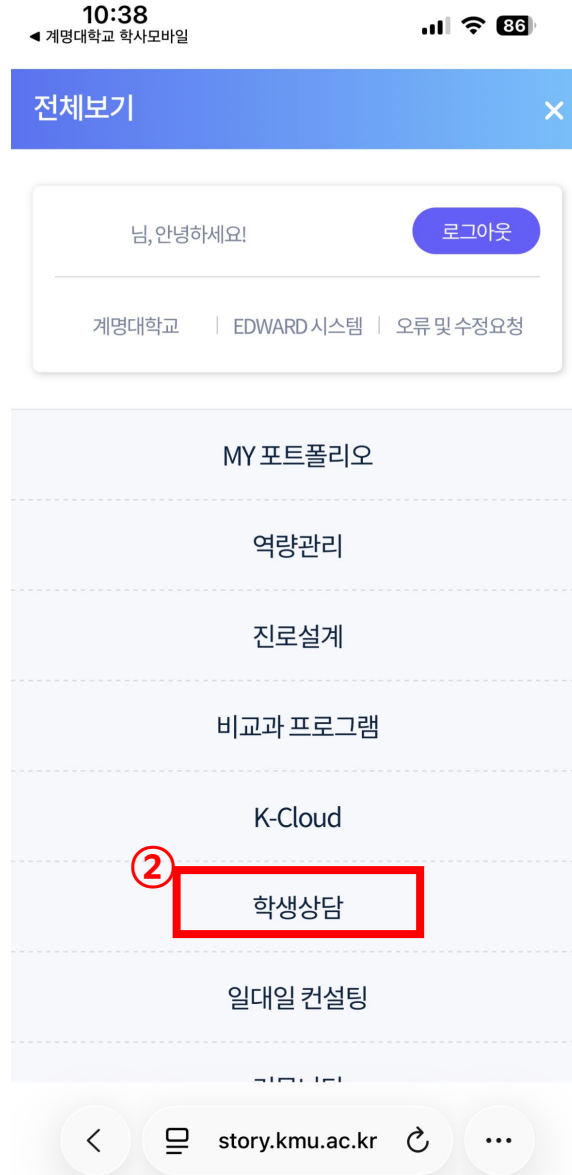 10:38
86
◀ 계명대학교 학사모바일
전체보기
님, 안녕하세요!
로그아웃
계명대학교 | EDWARD 시스템 | 오류 및 수정요청
MY 포트폴리오
역량관리
진로설계
비교과 프로그램
K-Cloud
②
학생상담
일대일 컨설팅
story.kmu.ac.kr